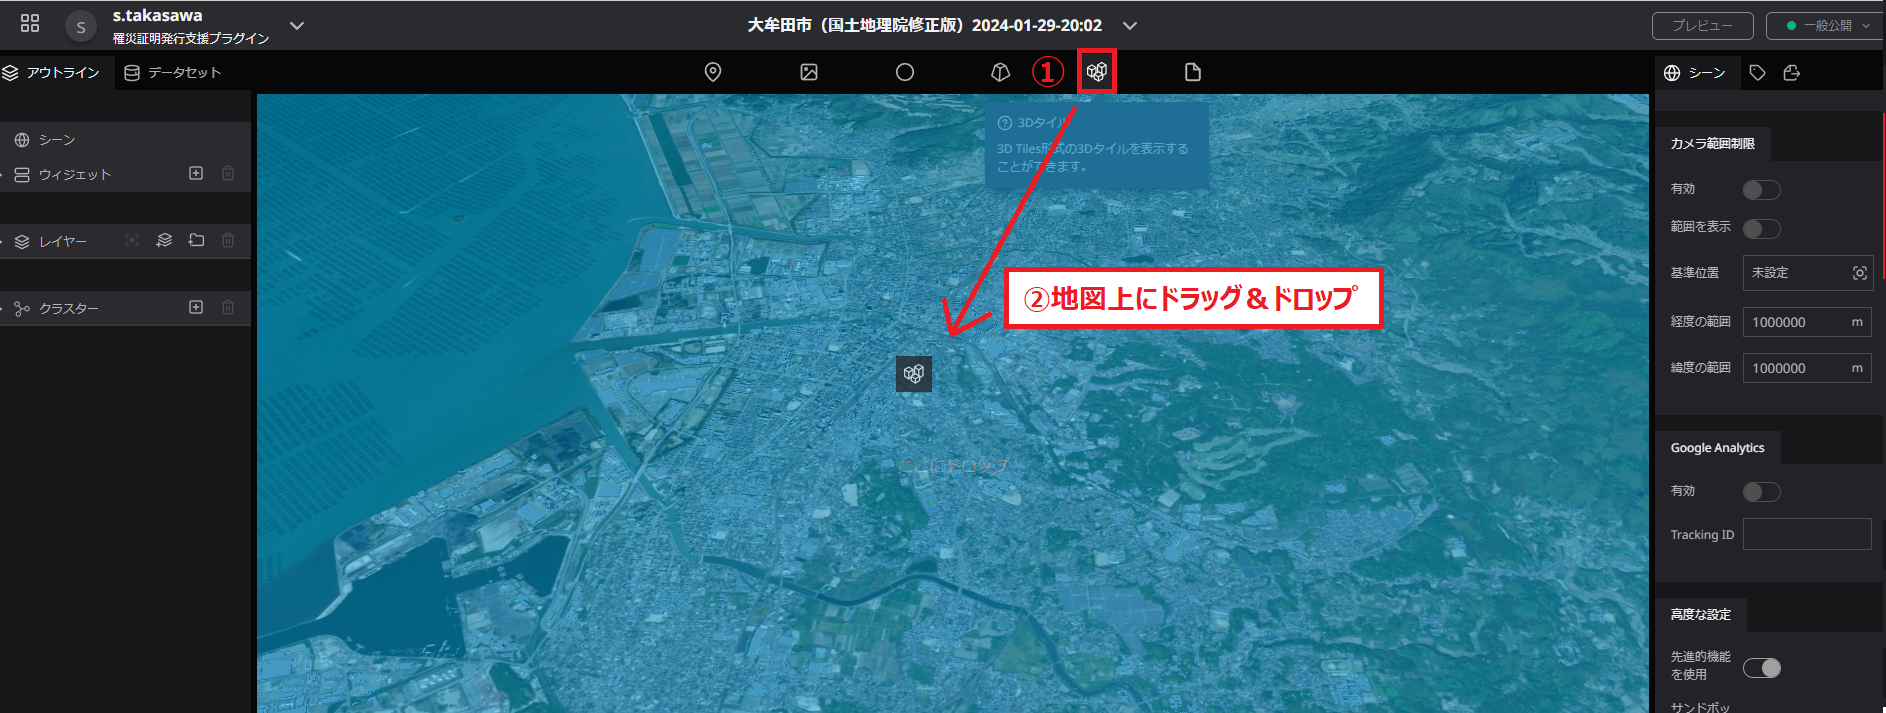 s.takasawa
S
罹災証明発行支援プラグイン
大牟田市（国土地理院修正版）2024-01-29-20:02
プレビュー
一般公開
アウトライン
データセット
①
シーン
シーン
ウィジェット
レイヤー
クラスター
3Dタイル
3D Tiles形式の3Dタイルを表示する
ことができます。
②地図上にドラッグ＆ドロップ
ここにドロップ
カメラ範囲制限
有効
範囲を表示
基準位置 未設定
経度の範囲 1000000 m
緯度の範囲 1000000 m
Google Analytics
有効
Tracking ID
高度な設定
先進的機能
を使用
サンドボッ